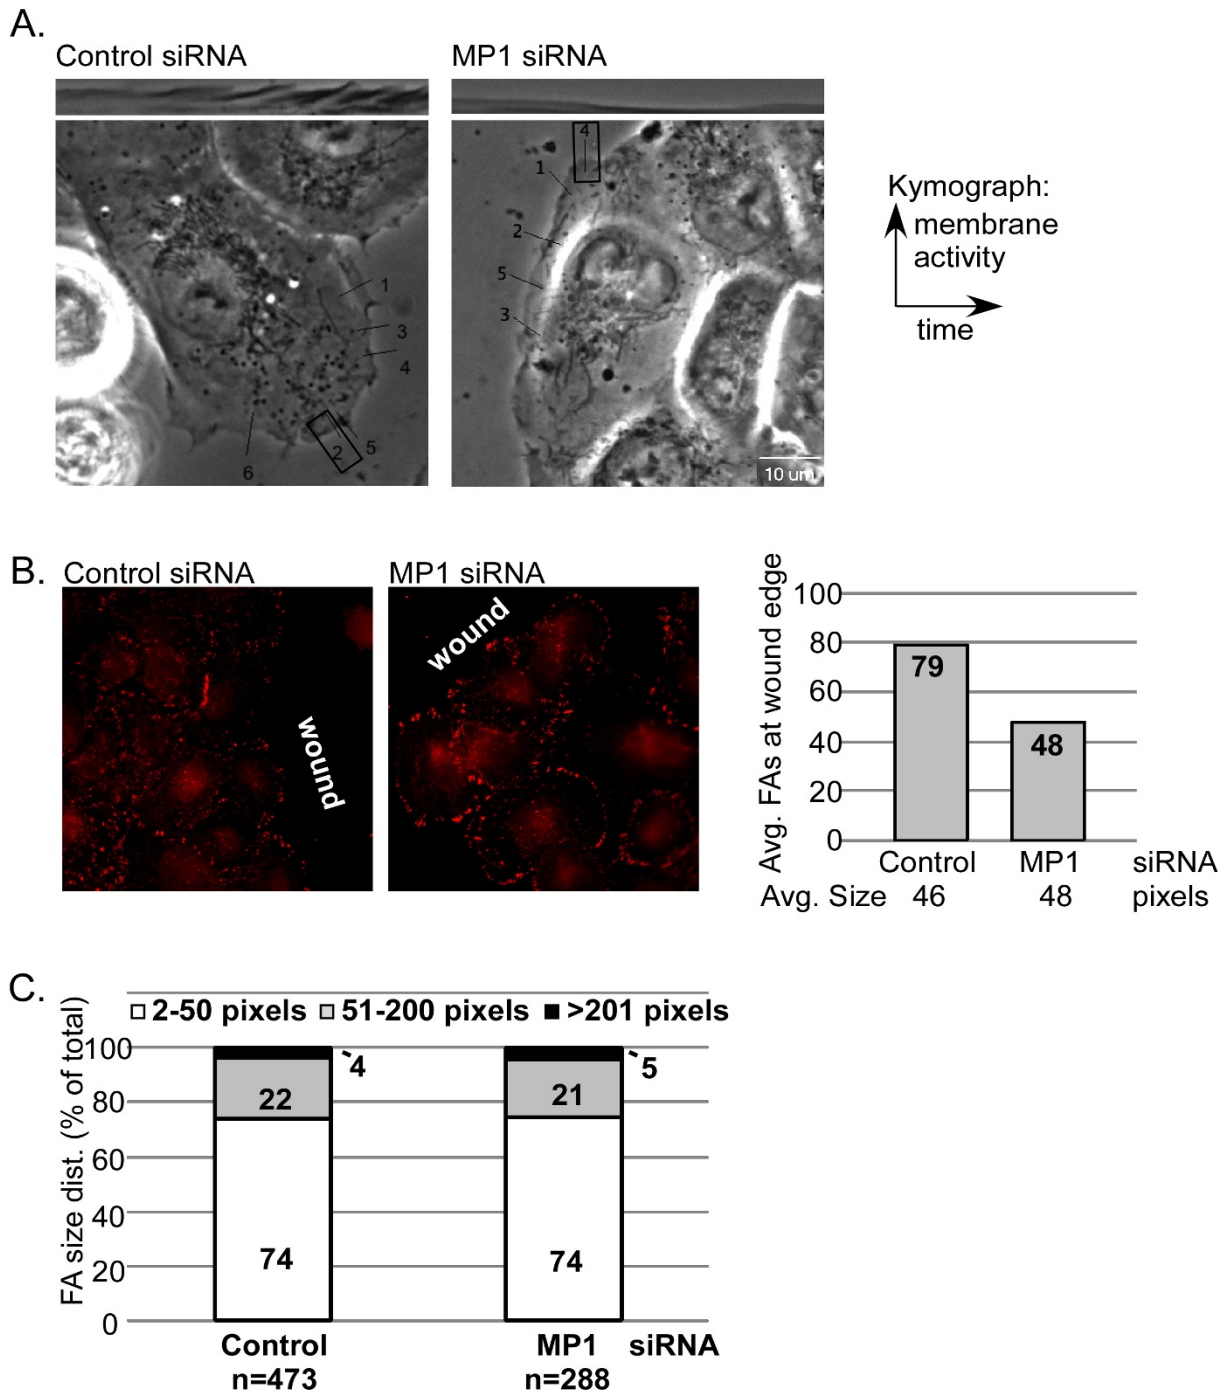 A.
Control siRNA
MP1 siRNA
1
3
4
2
5
6
4
1
2
5
3
10 um
Kymograph:
membrane
activity
time
B.
Control siRNA
MP1 siRNA
wound
wound
Avg. FAs at wound edge
100
80
60
40
20
0
79
48
Control MP1 siRNA
Avg. Size 46 48 pixels
C.
2-50 pixels 51-200 pixels >201 pixels
FA size dist. (% of total)
100
80
60
40
20
0
4
22
74
5
21
74
Control MP1 siRNA
n=473 n=288